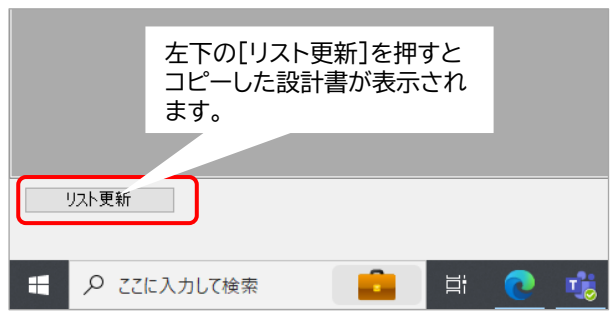 左下の[リスト更新]を押すと
コピーした設計書が表示され
ます。
リスト更新
ここに入力して検索